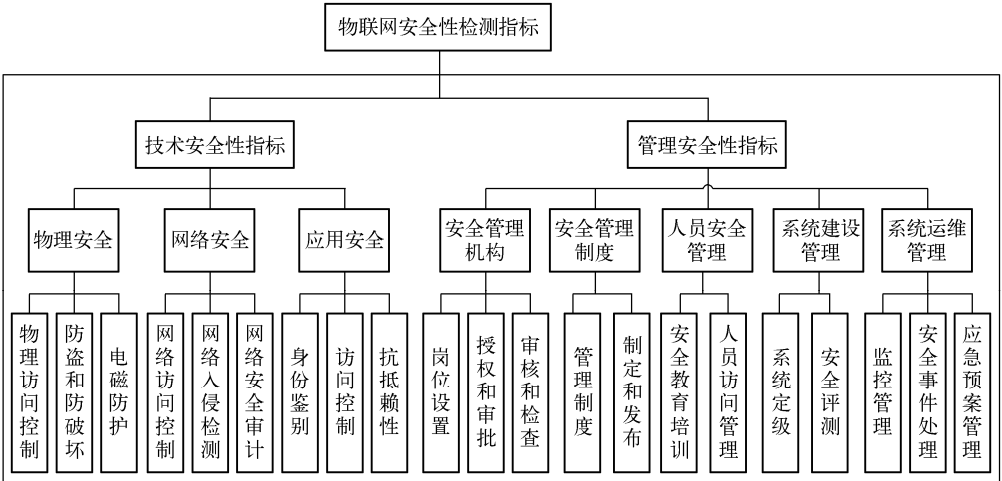 物联网安全性检测指标
技术安全性指标
管理安全性指标
物理安全
网络安全
应用安全
安全管理
机构
安全管理
制度
人员安全
管理
系统建设
管理
系统运维
管理
物理访问控制
防盗和防破坏
电磁防护
网络访问控制
网络入侵检测
网络安全审计
身份鉴别
访问控制
抗抵赖性
岗位设置
授权和审批
审核和检查
管理制度
制定和发布
安全教育培训
人员访问管理
系统定级
安全评测
监控管理
安全事件处理
应急预案管理